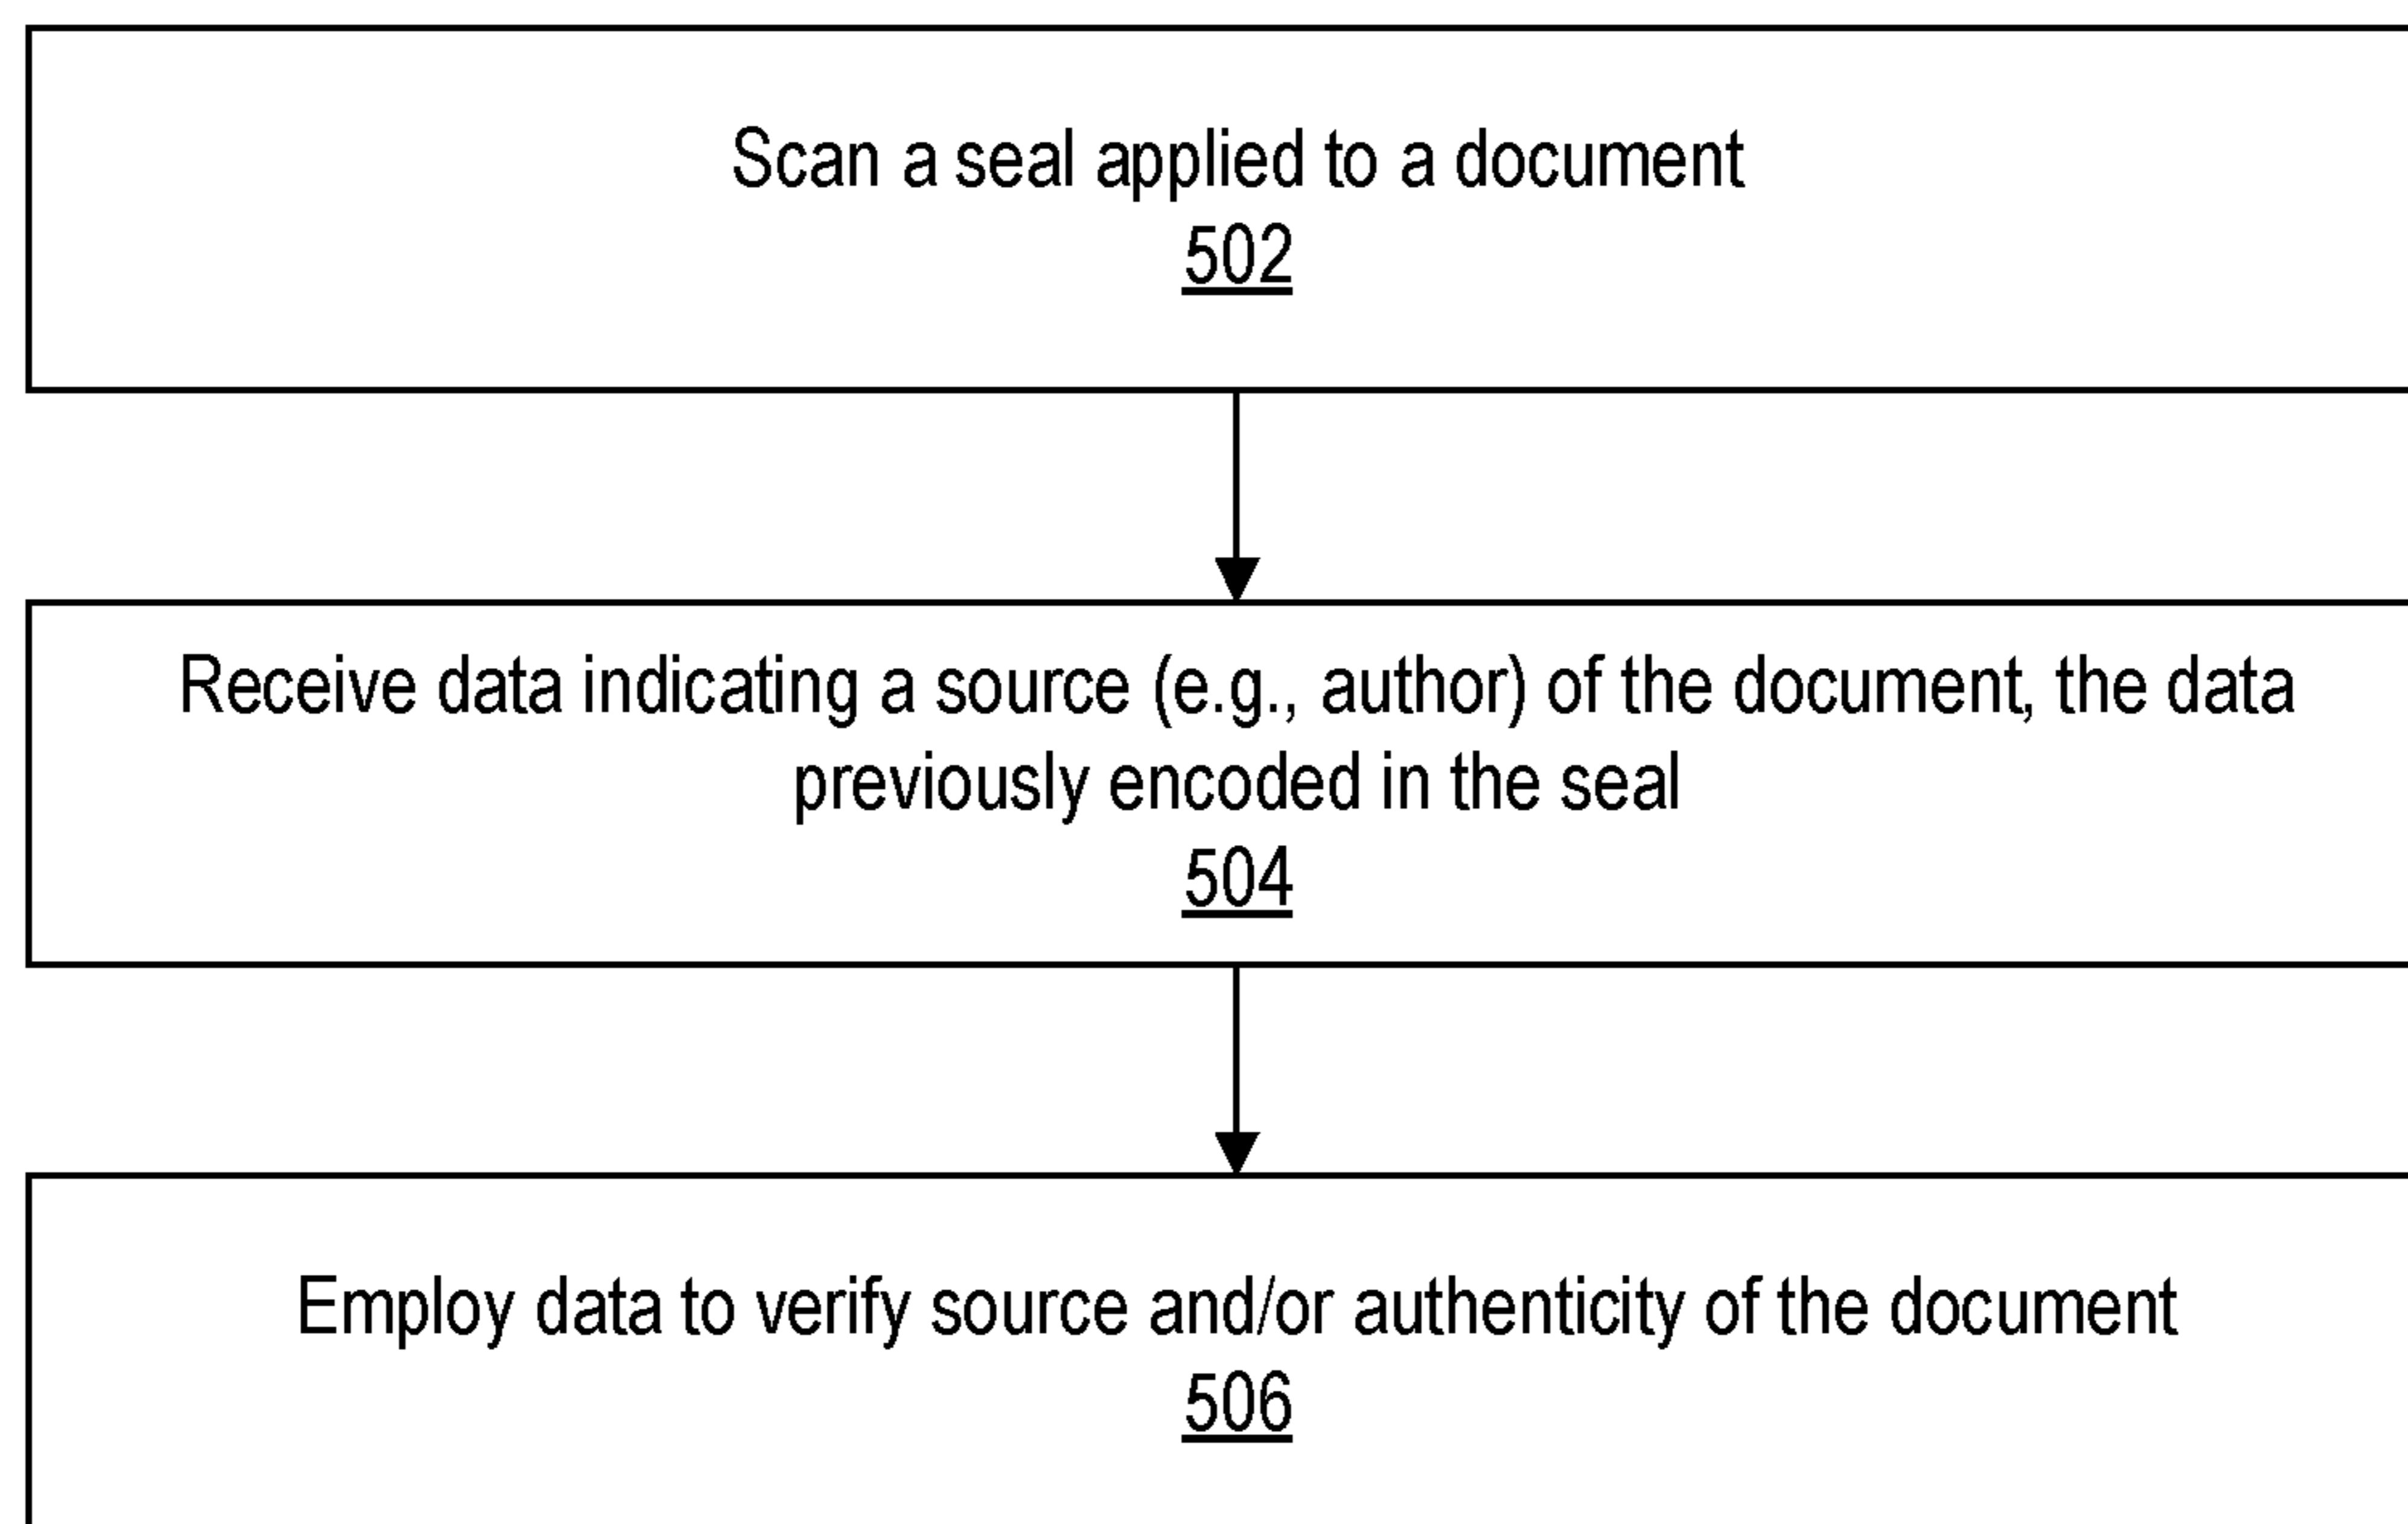 Scan a seal applied to a document
502
Receive data indicating a source (e.g., author) of the document, the data
previously encoded in the seal
504
Employ data to verify source and/or authenticity of the document
506